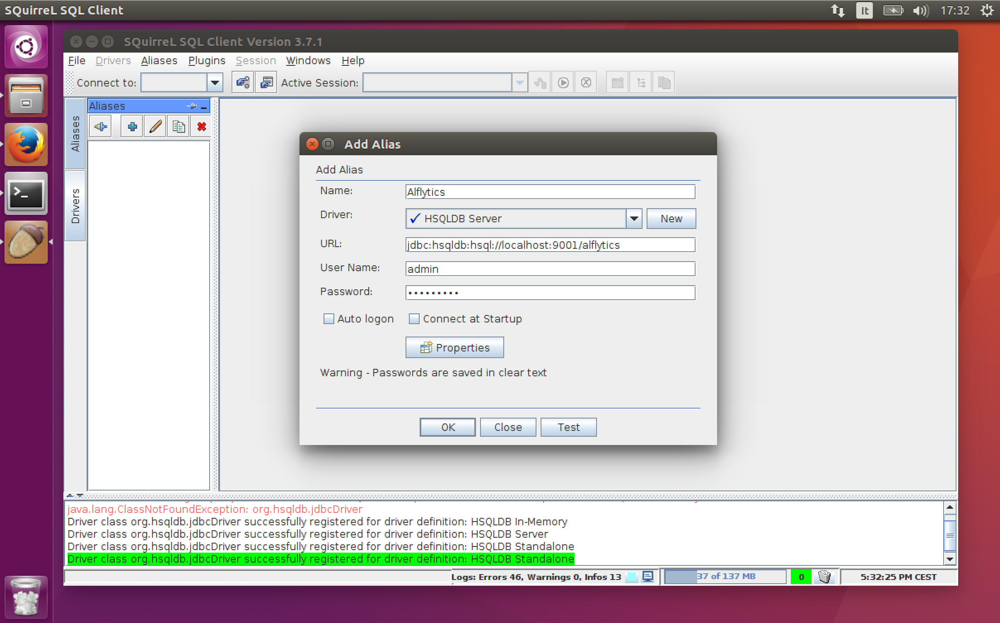 SQuirreL SQL Client
It
17:32
SQuirreL SQL Client Version 3.7.1
File Drivers Aliases Plugins Session Windows Help
Connect to:
Active Session:
Aliases
Aliases
Drivers
Add Alias
Add Alias
Name: Alflytics
Driver: HSQLDB Server New
URL: jdbc:hsqldb:hsql://localhost:9001/alflytics
User Name: admin
Password: •••••••••
Auto logon Connect at Startup
Properties
Warning - Passwords are saved in clear text
OK Close Test
java.lang.ClassNotFoundException: org.hsqldb.jdbcDriver
Driver class org.hsqldb.jdbcDriver successfully registered for driver definition: HSQLDB In-Memory
Driver class org.hsqldb.jdbcDriver successfully registered for driver definition: HSQLDB Server
Driver class org.hsqldb.jdbcDriver successfully registered for driver definition: HSQLDB Standalone
Driver class org.hsqldb.jdbcDriver successfully registered for driver definition: HSQLDB Standalone
Logs: Errors 46, Warnings 0, Infos 13
37 of 137 MB
0
5:32:25 PM CEST